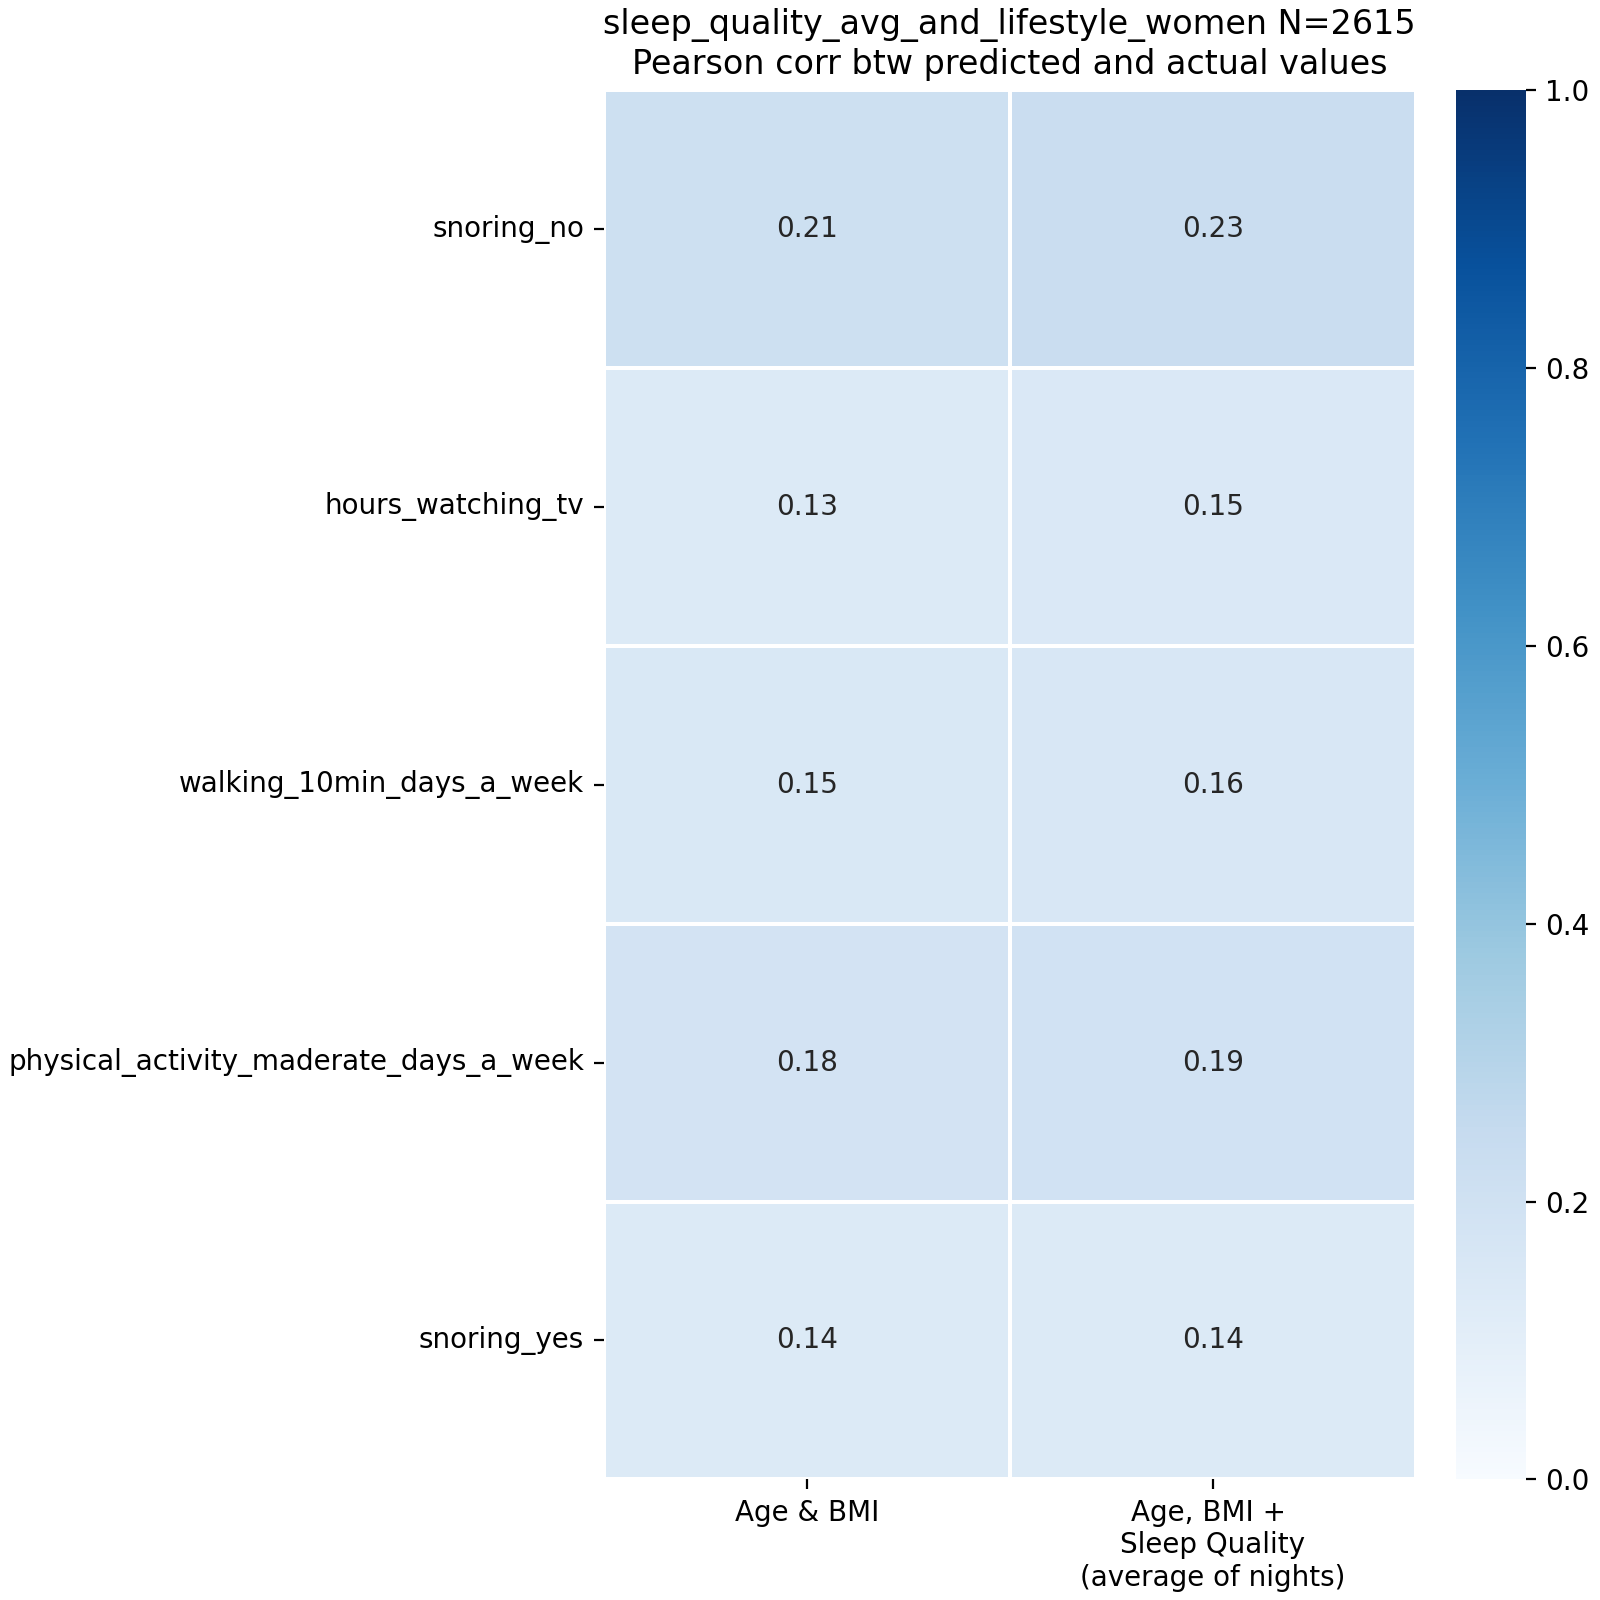 sleep_quality_avg_and_lifestyle_women N=2615
Pearson corr btw predicted and actual values
snoring_no
0.21
0.23
hours_watching_tv
0.13
0.15
walking_10min_days_a_week
0.15
0.16
physical_activity_maderate_days_a_week
0.18
0.19
snoring_yes
0.14
0.14
Age & BMI
Age, BMI +
Sleep Quality
(average of nights)
1.0
0.8
0.6
0.4
0.2
0.0